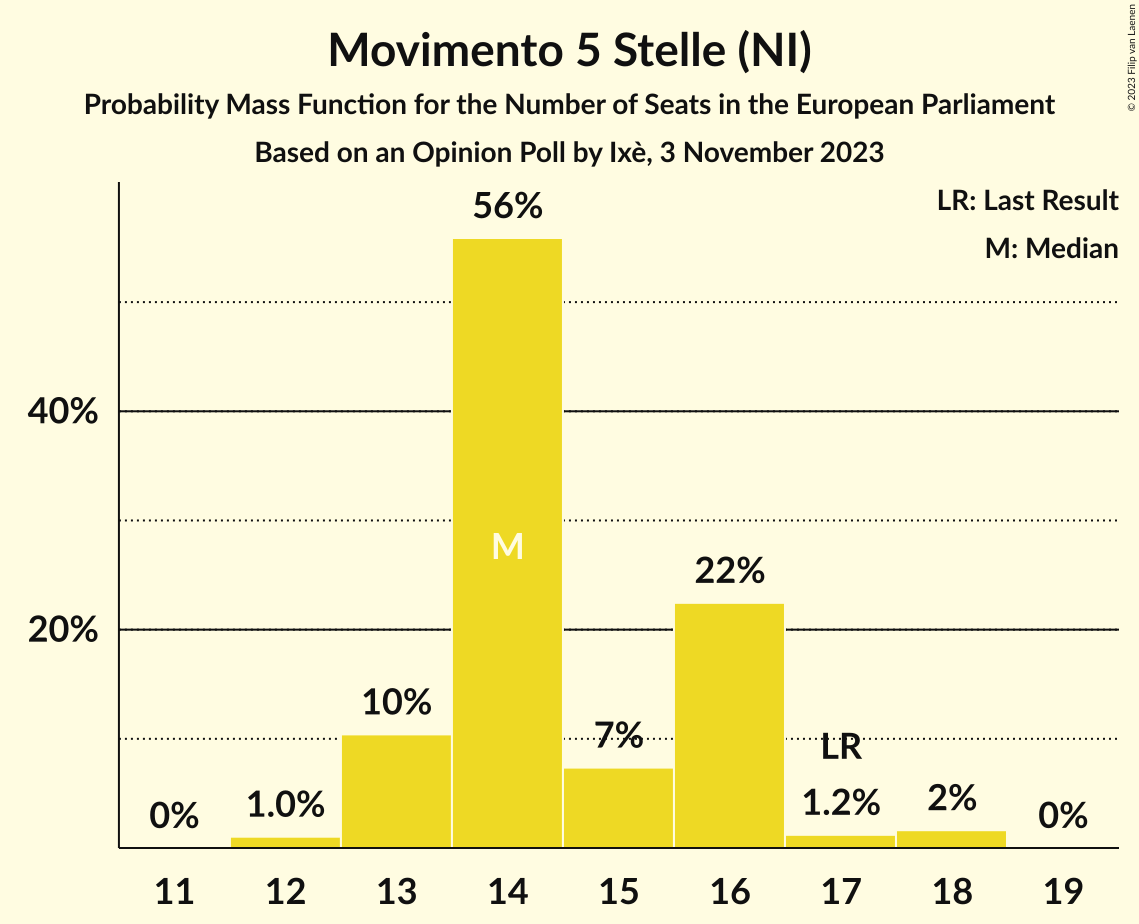 Movimento 5 Stelle (NI)
Probability Mass Function for the Number of Seats in the European Parliament
Based on an Opinion Poll by Ixè, 3 November 2023
© 2023 Filip van Laenen
LR: Last Result
M: Median
40%
20%
0%
1.0%
10%
56%
M
7%
22%
LR
1.2%
2%
0%
11 12 13 14 15 16 17 18 19